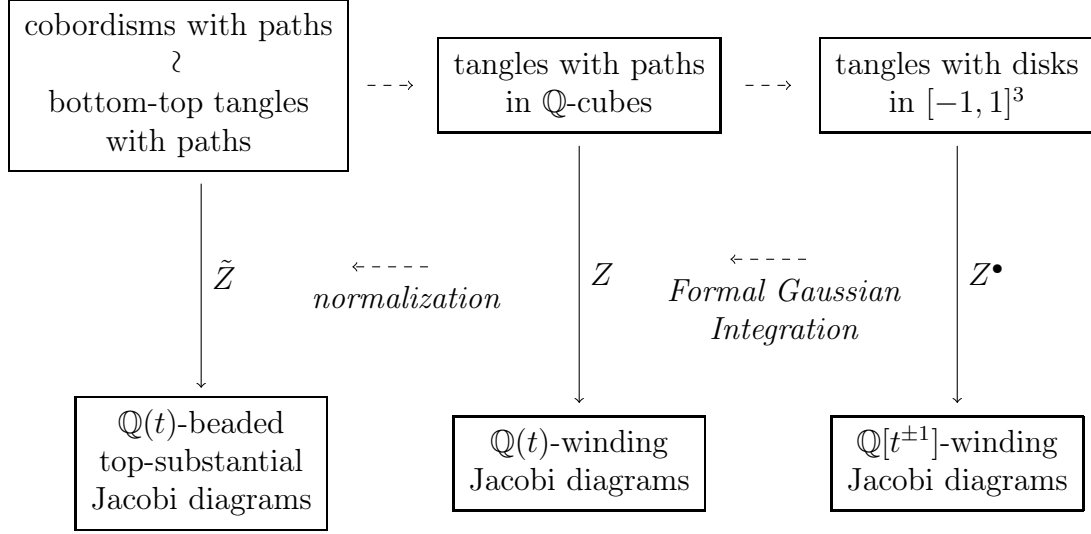 cobordisms with paths
≀
bottom-top tangles
with paths
tangles with paths
in ℚ-cubes
tangles with disks
in [−1, 1]³
Z̃
normalization
Z
Formal Gaussian
Integration
Z•
ℚ(t)-beaded
top-substantial
Jacobi diagrams
ℚ(t)-winding
Jacobi diagrams
ℚ[t±1]-winding
Jacobi diagrams